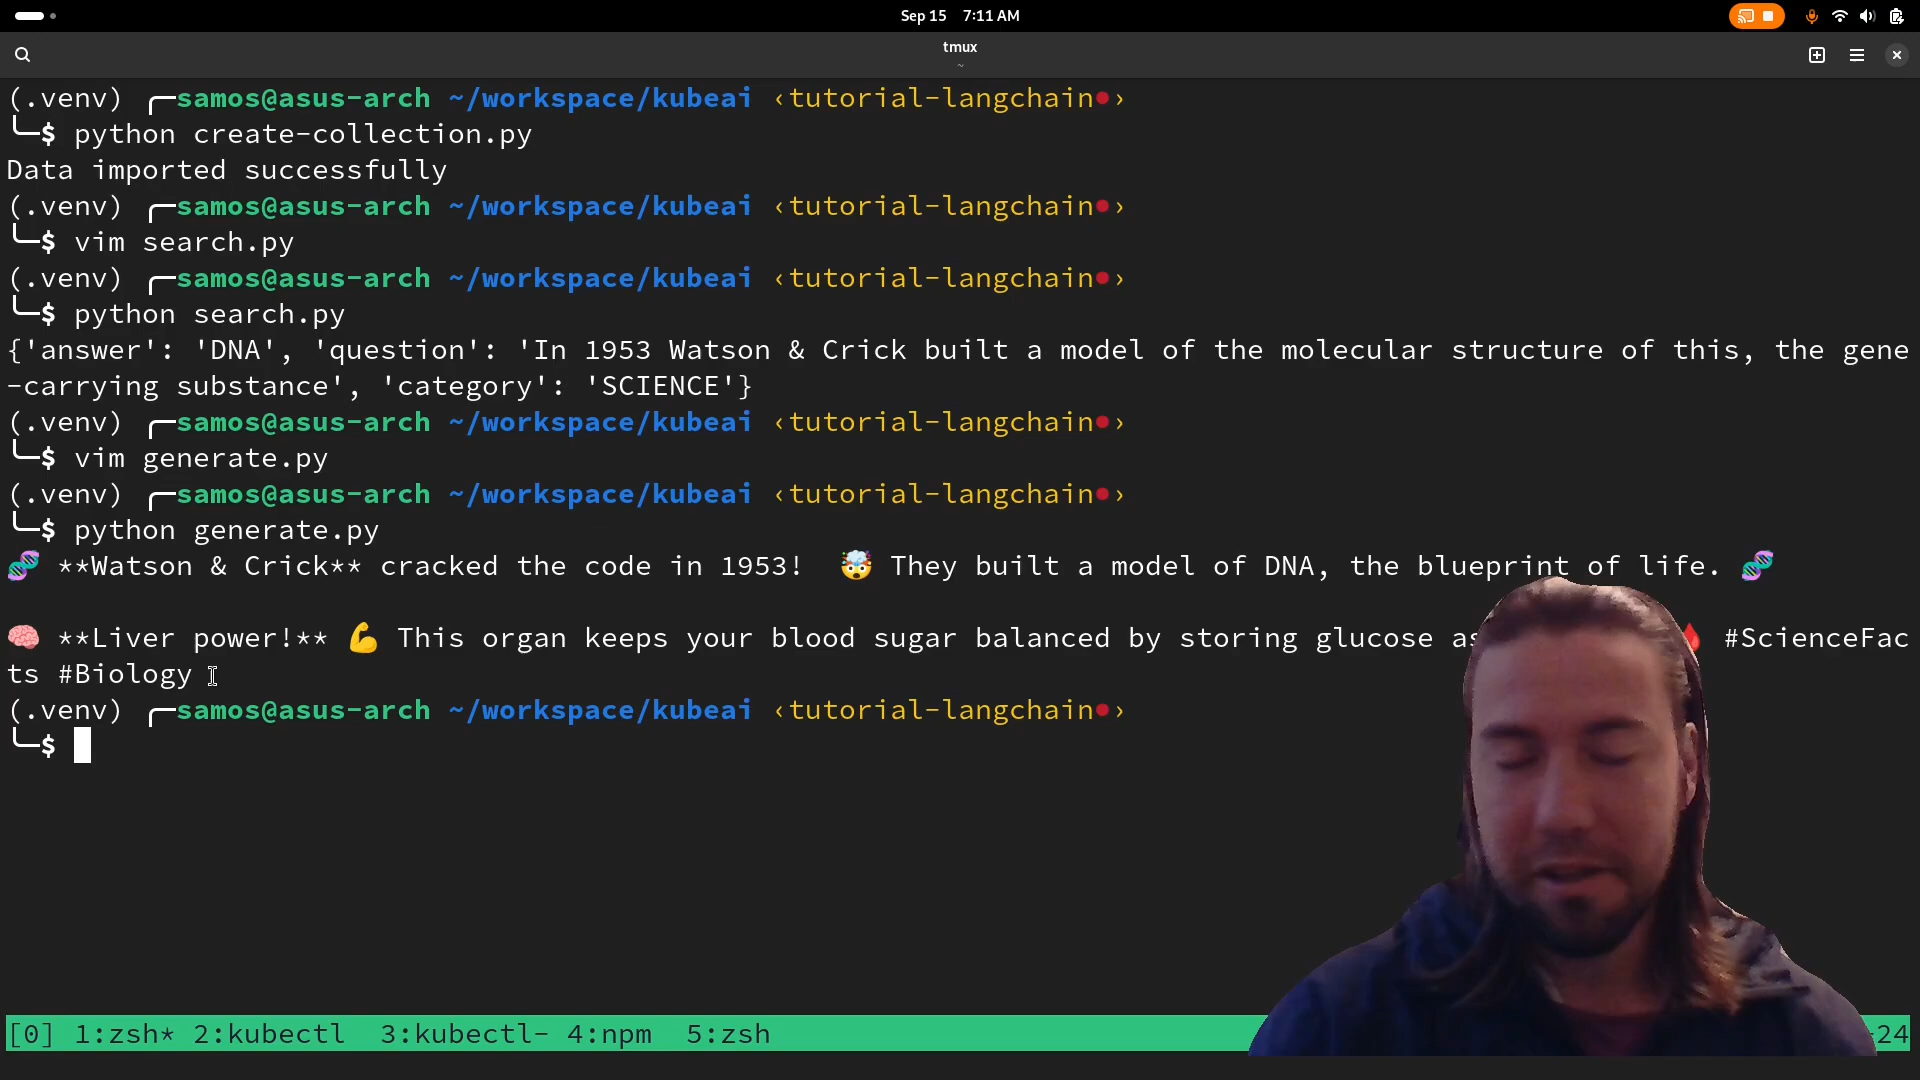 Sep 15 7:11 AM
tmux
~
(.venv) ╭─samos@asus-arch ~/workspace/kubeai ‹tutorial-langchain●›
╰─$ python create-collection.py
Data imported successfully
(.venv) ╭─samos@asus-arch ~/workspace/kubeai ‹tutorial-langchain●›
╰─$ vim search.py
(.venv) ╭─samos@asus-arch ~/workspace/kubeai ‹tutorial-langchain●›
╰─$ python search.py
{'answer': 'DNA', 'question': 'In 1953 Watson & Crick built a model of the molecular structure of this, the gene
-carrying substance', 'category': 'SCIENCE'}
(.venv) ╭─samos@asus-arch ~/workspace/kubeai ‹tutorial-langchain●›
╰─$ vim generate.py
(.venv) ╭─samos@asus-arch ~/workspace/kubeai ‹tutorial-langchain●›
╰─$ python generate.py
🧬 **Watson & Crick** cracked the code in 1953! 🤯 They built a model of DNA, the blueprint of life. 🧬
🧠 **Liver power!** 💪 This organ keeps your blood sugar balanced by storing glucose as 🩸 #ScienceFac
ts #Biology
(.venv) ╭─samos@asus-arch ~/workspace/kubeai ‹tutorial-langchain●›
╰─$
[0] 1:zsh* 2:kubectl 3:kubectl- 4:npm 5:zsh 24